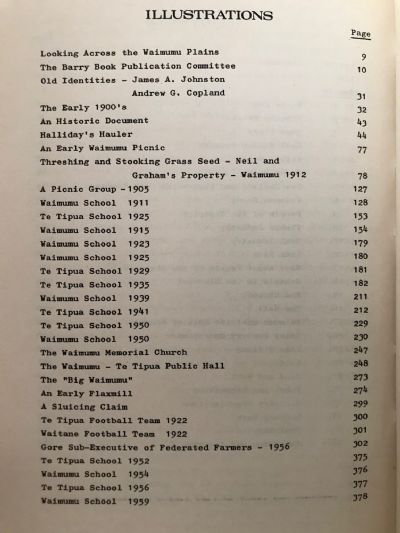 ILLUSTRATIONS
Page
Looking Across the Waimumu Plains 9
The Barry Book Publication Committee 10
Old Identities - James A. Johnston
Andrew G. Copland 31
The Early 1900's 32
An Historic Document 43
Halliday's Hauler 44
An Early Waimumu Picnic 77
Threshing and Stooking Grass Seed - Neil and
Graham's Property - Waimumu 1912 78
A Picnic Group - 1905 127
Waimumu School 1911 128
Te Tipua School 1925 153
Waimumu School 1915 154
Waimumu School 1923 179
Waimumu School 1925 180
Te Tipua School 1929 181
Te Tipua School 1935 182
Waimumu School 1939 211
Te Tipua School 1941 212
Te Tipua School 1950 229
Waimumu School 1950 230
The Waimumu Memorial Church 247
The Waimumu - Te Tipua Public Hall 248
The "Big Waimumu" 273
An Early Flaxmill 274
A Sluicing Claim 299
Te Tipua Football Team 1922 300
Waitane Football Team 1922 301
Gore Sub-Executive of Federated Farmers - 1956 302
Te Tipua School 1952 375
Waimumu School 1954 376
Te Tipua School 1956 377
Waimumu School 1959 378